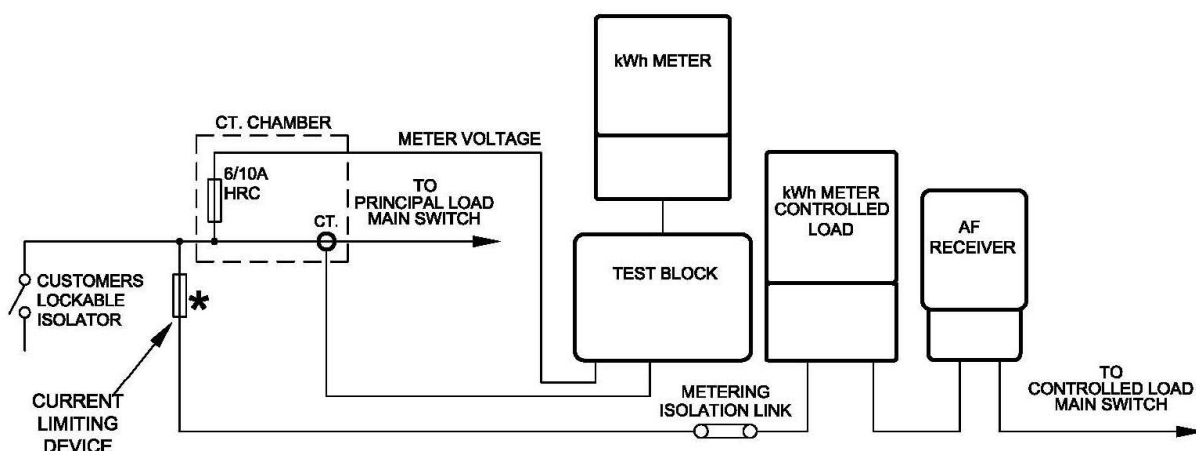 kWh METER
CT. CHAMBER
METER VOLTAGE
6/10A
HRC
TO
PRINCIPAL LOAD
MAIN SWITCH
CT.
kWh METER
CONTROLLED
LOAD
AF
RECEIVER
TEST BLOCK
CUSTOMERS
LOCKABLE
ISOLATOR
*
CURRENT
LIMITING
DEVICE
METERING
ISOLATION LINK
TO
CONTROLLED LOAD
MAIN SWITCH